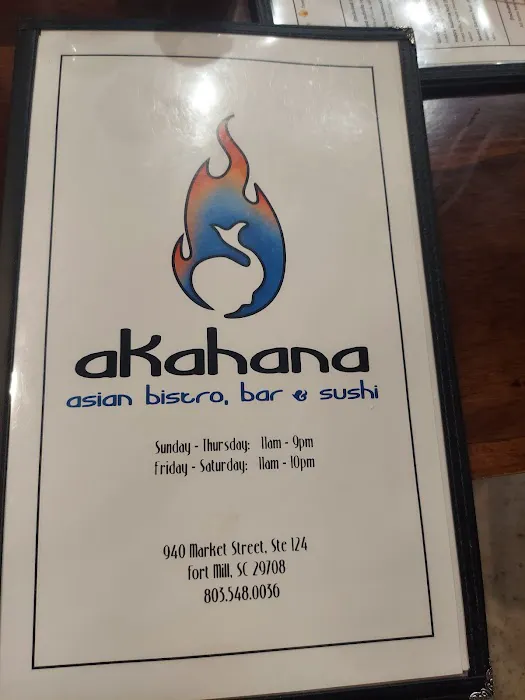 aKahana
asian bistro, bar & sushi
Sunday - Thursday: 11am - 9pm
Friday - Saturday: 11am - 10pm
940 Market Street, Ste 124
Fort Mill, SC 29708
803.548.0036